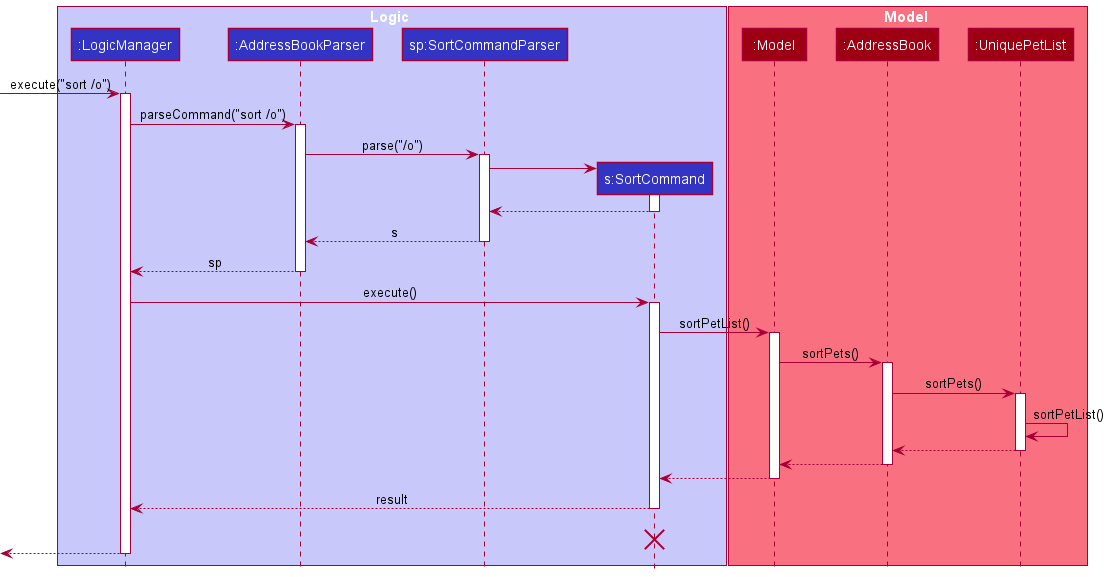 Logic
Model
:LogicManager
:AddressBookParser
sp:SortCommandParser
:Model
:AddressBook
:UniquePetList
execute("sort /o")
parseCommand("sort /o")
parse("/o")
s:SortCommand
s
sp
execute()
sortPetList()
sortPets()
sortPets()
sortPetList()
result